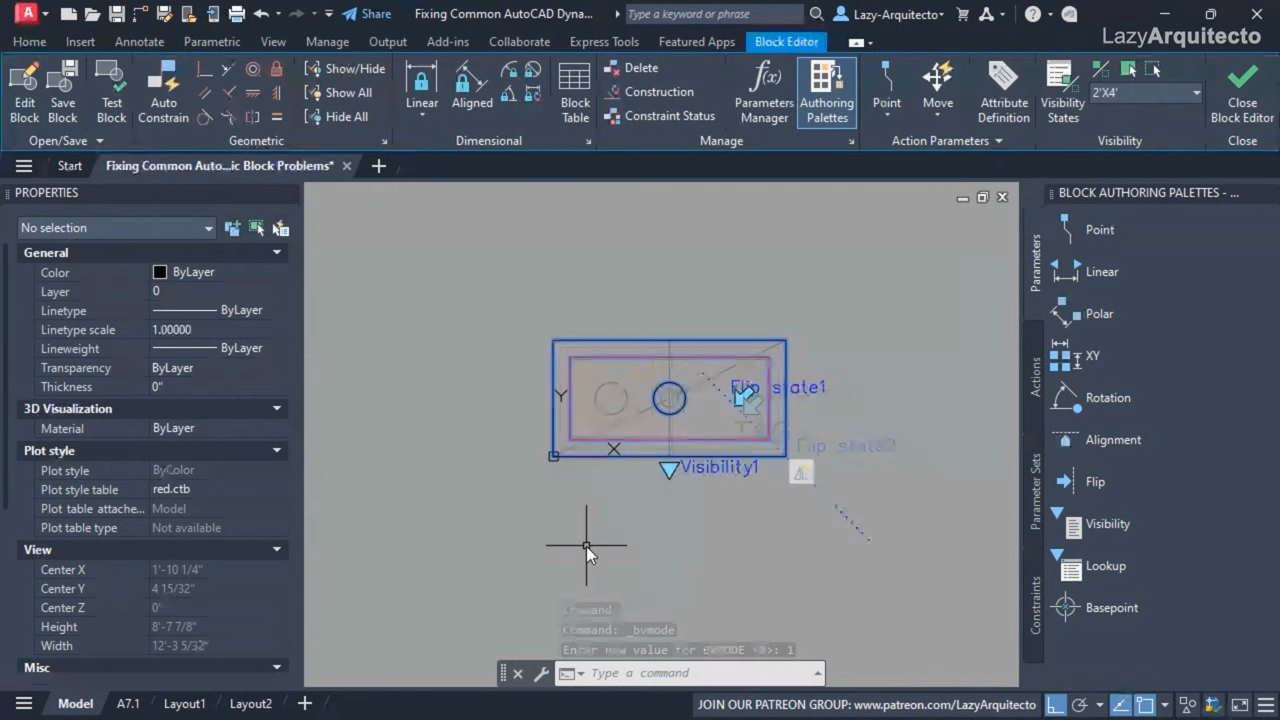 Share
Fixing Common AutoCAD Dyna...
Type a keyword or phrase
Lazy-Arquitecto
LazyArquitecto
Home
Insert
Annotate
Parametric
View
Manage
Output
Add-ins
Collaborate
Express Tools
Featured Apps
Block Editor
Edit Block
Save Block
Test Block
Auto Constrain
Show/Hide
Show All
Hide All
Linear
Aligned
Block Table
Delete
Construction
Constraint Status
f(x)
Parameters Manager
Authoring Palettes
Point
Move
Attribute Definition
Visibility States
2'X4'
Close Block Editor
Open/Save
Geometric
Dimensional
Manage
Action Parameters
Visibility
Close
Start
Fixing Common Auto...ic Block Problems*
PROPERTIES
No selection
General
Color ByLayer
Layer 0
Linetype ByLayer
Linetype scale 1.00000
Lineweight ByLayer
Transparency ByLayer
Thickness 0"
3D Visualization
Material ByLayer
Plot style
Plot style ByColor
Plot style table red.ctb
Plot table attache... Model
Plot table type Not available
View
Center X 1'-10 1/4"
Center Y 4 15/32"
Center Z 0'
Height 8'-7 7/8"
Width 12'-3 5/32"
Misc
Y
X
Flip state1
Visibility1
Command
Command: _bvmode
Enter new value for BVMODE <0>: 1
Type a command
BLOCK AUTHORING PALETTES - ...
Parameters
Actions
Parameter Sets
Constraints
Point
Linear
Polar
XY
Rotation
Alignment
Flip
Visibility
Lookup
Basepoint
Model
A7.1
Layout1
Layout2
JOIN OUR PATREON GROUP: www.patreon.com/LazyArquitecto